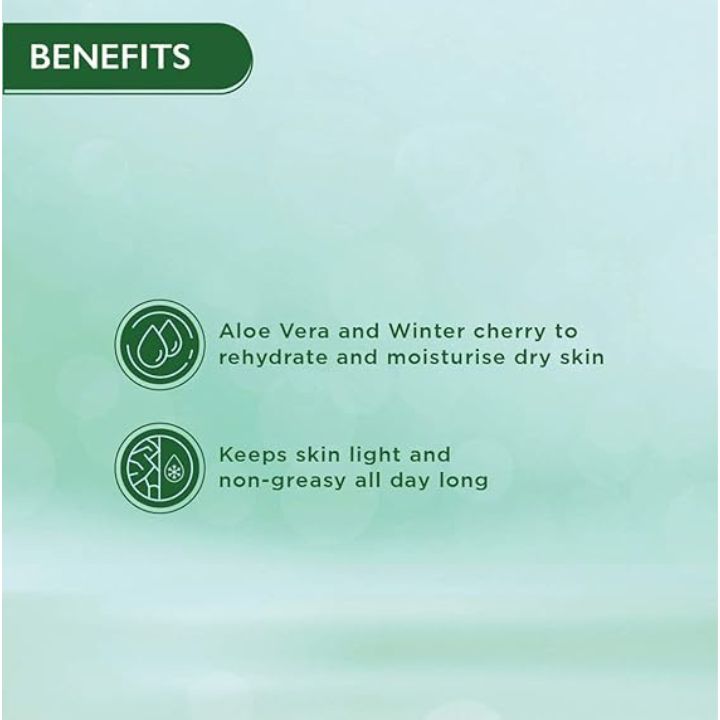 BENEFITS
Aloe Vera and Winter cherry to
rehydrate and moisturise dry skin
Keeps skin light and
non-greasy all day long